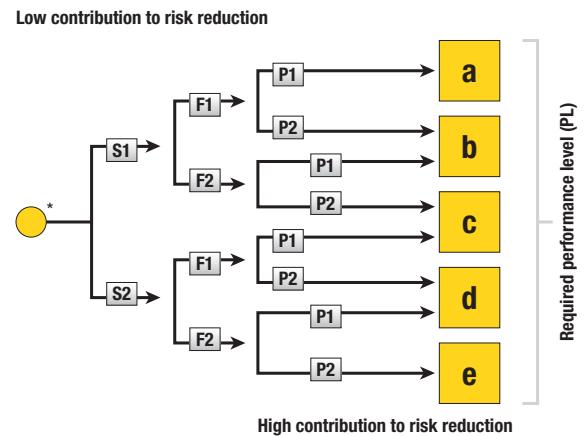 Low contribution to risk reduction
P1
a
F1
P2
b
S1
P1
F2
P2
c
*
P1
F1
P2
d
S2
P1
F2
P2
e
Required performance level (PL)
High contribution to risk reduction